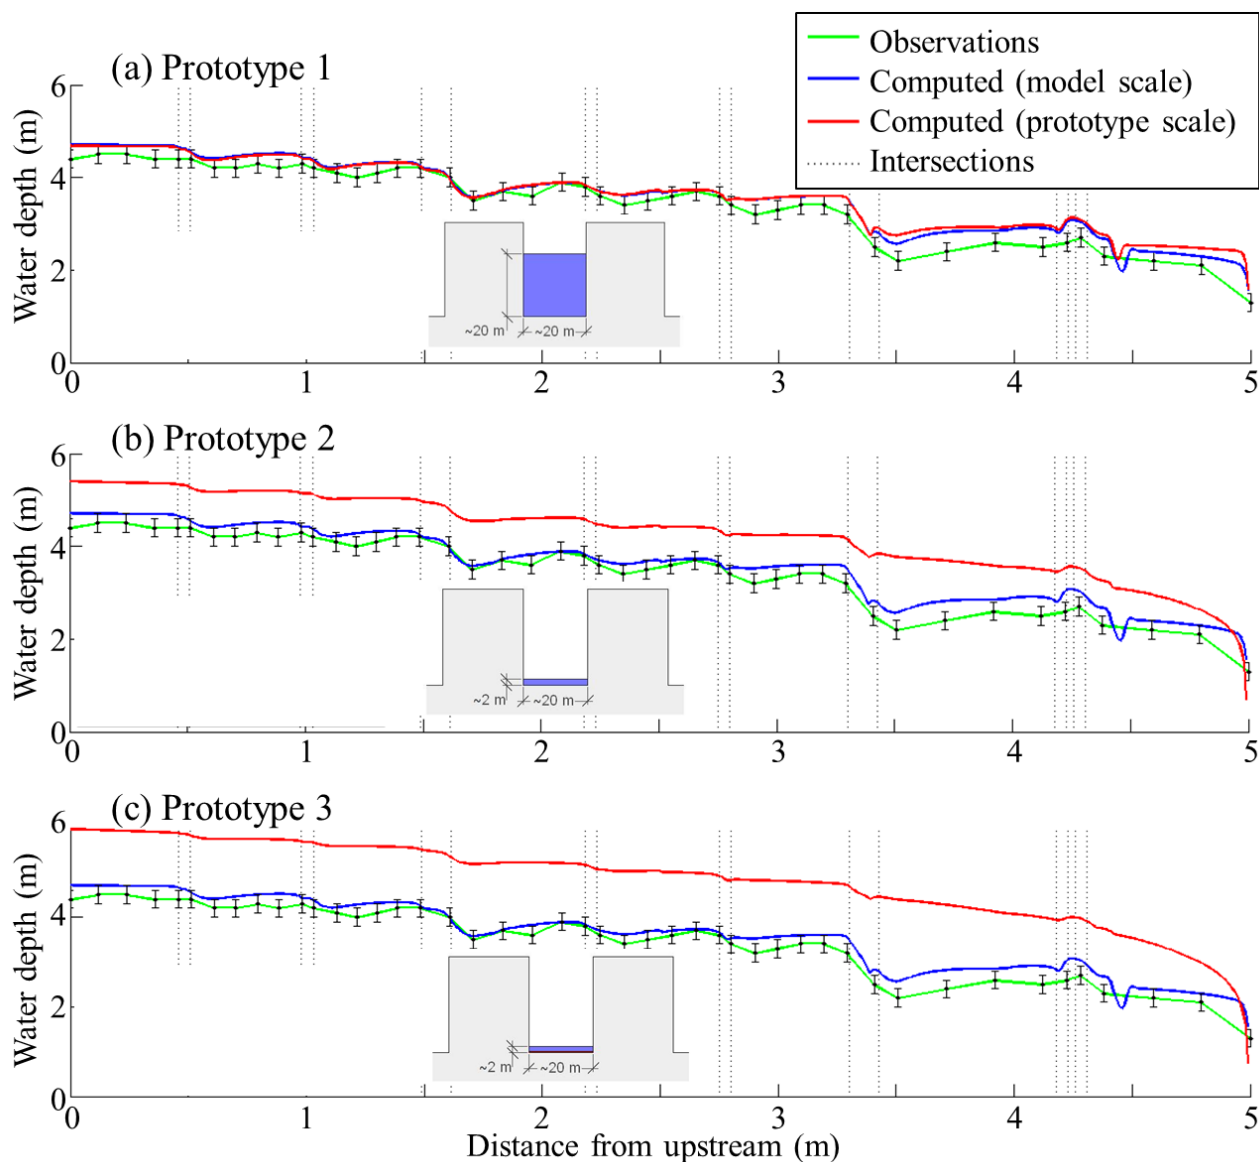 Observations
Computed (model scale)
Computed (prototype scale)
Intersections
(a) Prototype 1
Water depth (m)
6
4
2
0
~20 m
~20 m
0 1 2 3 4 5
(b) Prototype 2
Water depth (m)
6
4
2
0
~2 m
~20 m
0 1 2 3 4 5
(c) Prototype 3
Water depth (m)
6
4
2
0
~2 m
~20 m
0 1 2 3 4 5
Distance from upstream (m)